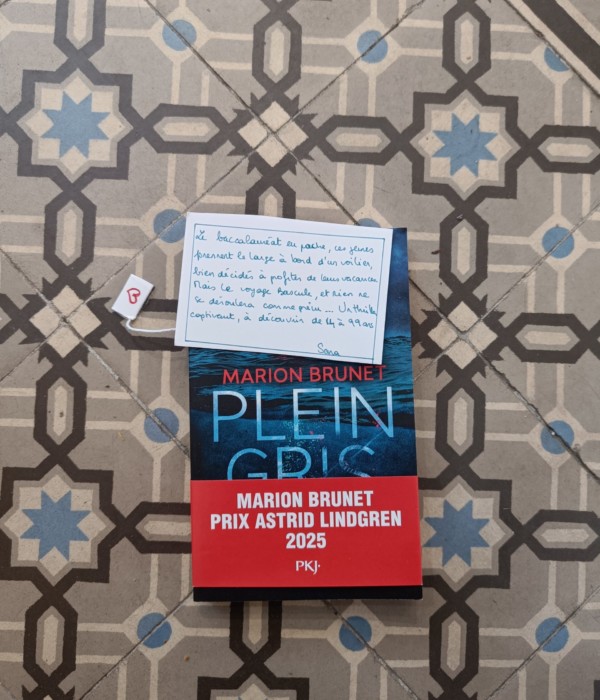 Le baccalauréat en poche, ces jeunes
prennent le large à bord d'un voilier,
bien décidés à profiter de leurs vacances.
Mais le voyage bascule, et rien ne
se déroulera comme prévu... Un thriller
captivant, à découvrir de 14 à 99 ans
Sara
MARION BRUNET
PLEIN
GRIS
MARION BRUNET
PRIX ASTRID LINDGREN
2025
PKJ·